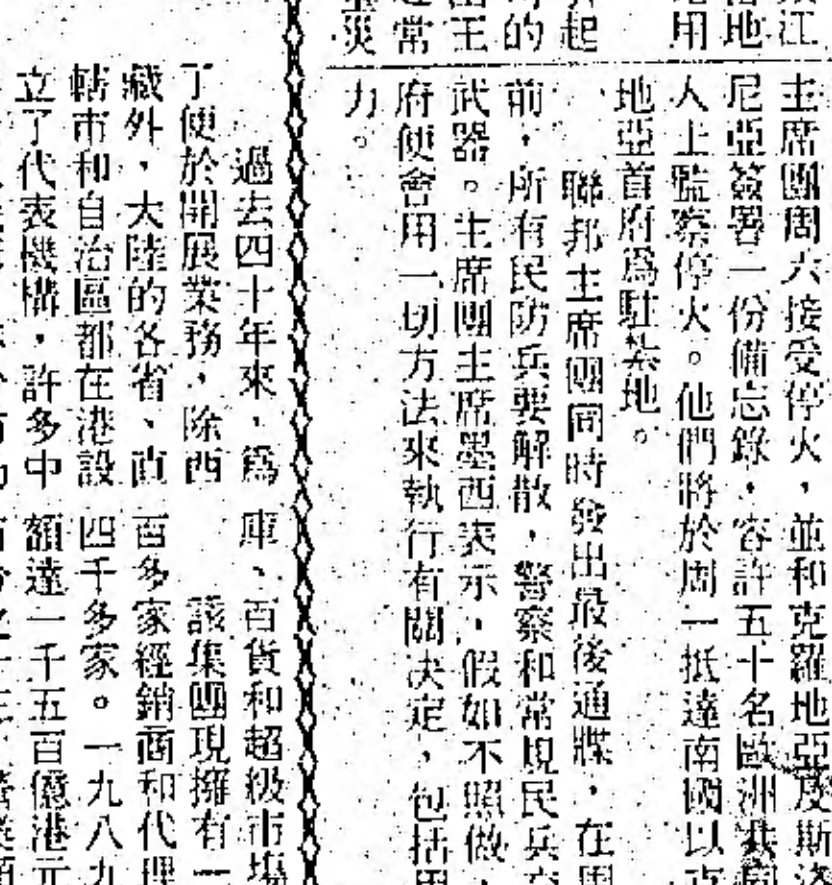 江
地
用
起
的
王
常
災
主席團周六接受停火，並和克羅地亞及斯洛
尼亞簽署一份備忘錄，容許五十名歐洲共
人士監察停火。他們將於周一抵達南國以克
地亞首府爲駐紮地。
聯邦主席團同時發出最後通牒，在周
前，所有民防兵要解散，警察和常規民兵交
武器。主席團主席墨西表示，假如不照做，
府便會用一切方法來執行有關決定，包括用
力。
過去四十年來，爲
了便於開展業務，除西
藏外，大陸的各省、直
轄市和自治區都在港設
立了代表機構，許多中
庫、百貨和超級市場
該集團現擁有一
百多家經銷商和代理
四千多家。一九八九
額達一千五百億港元